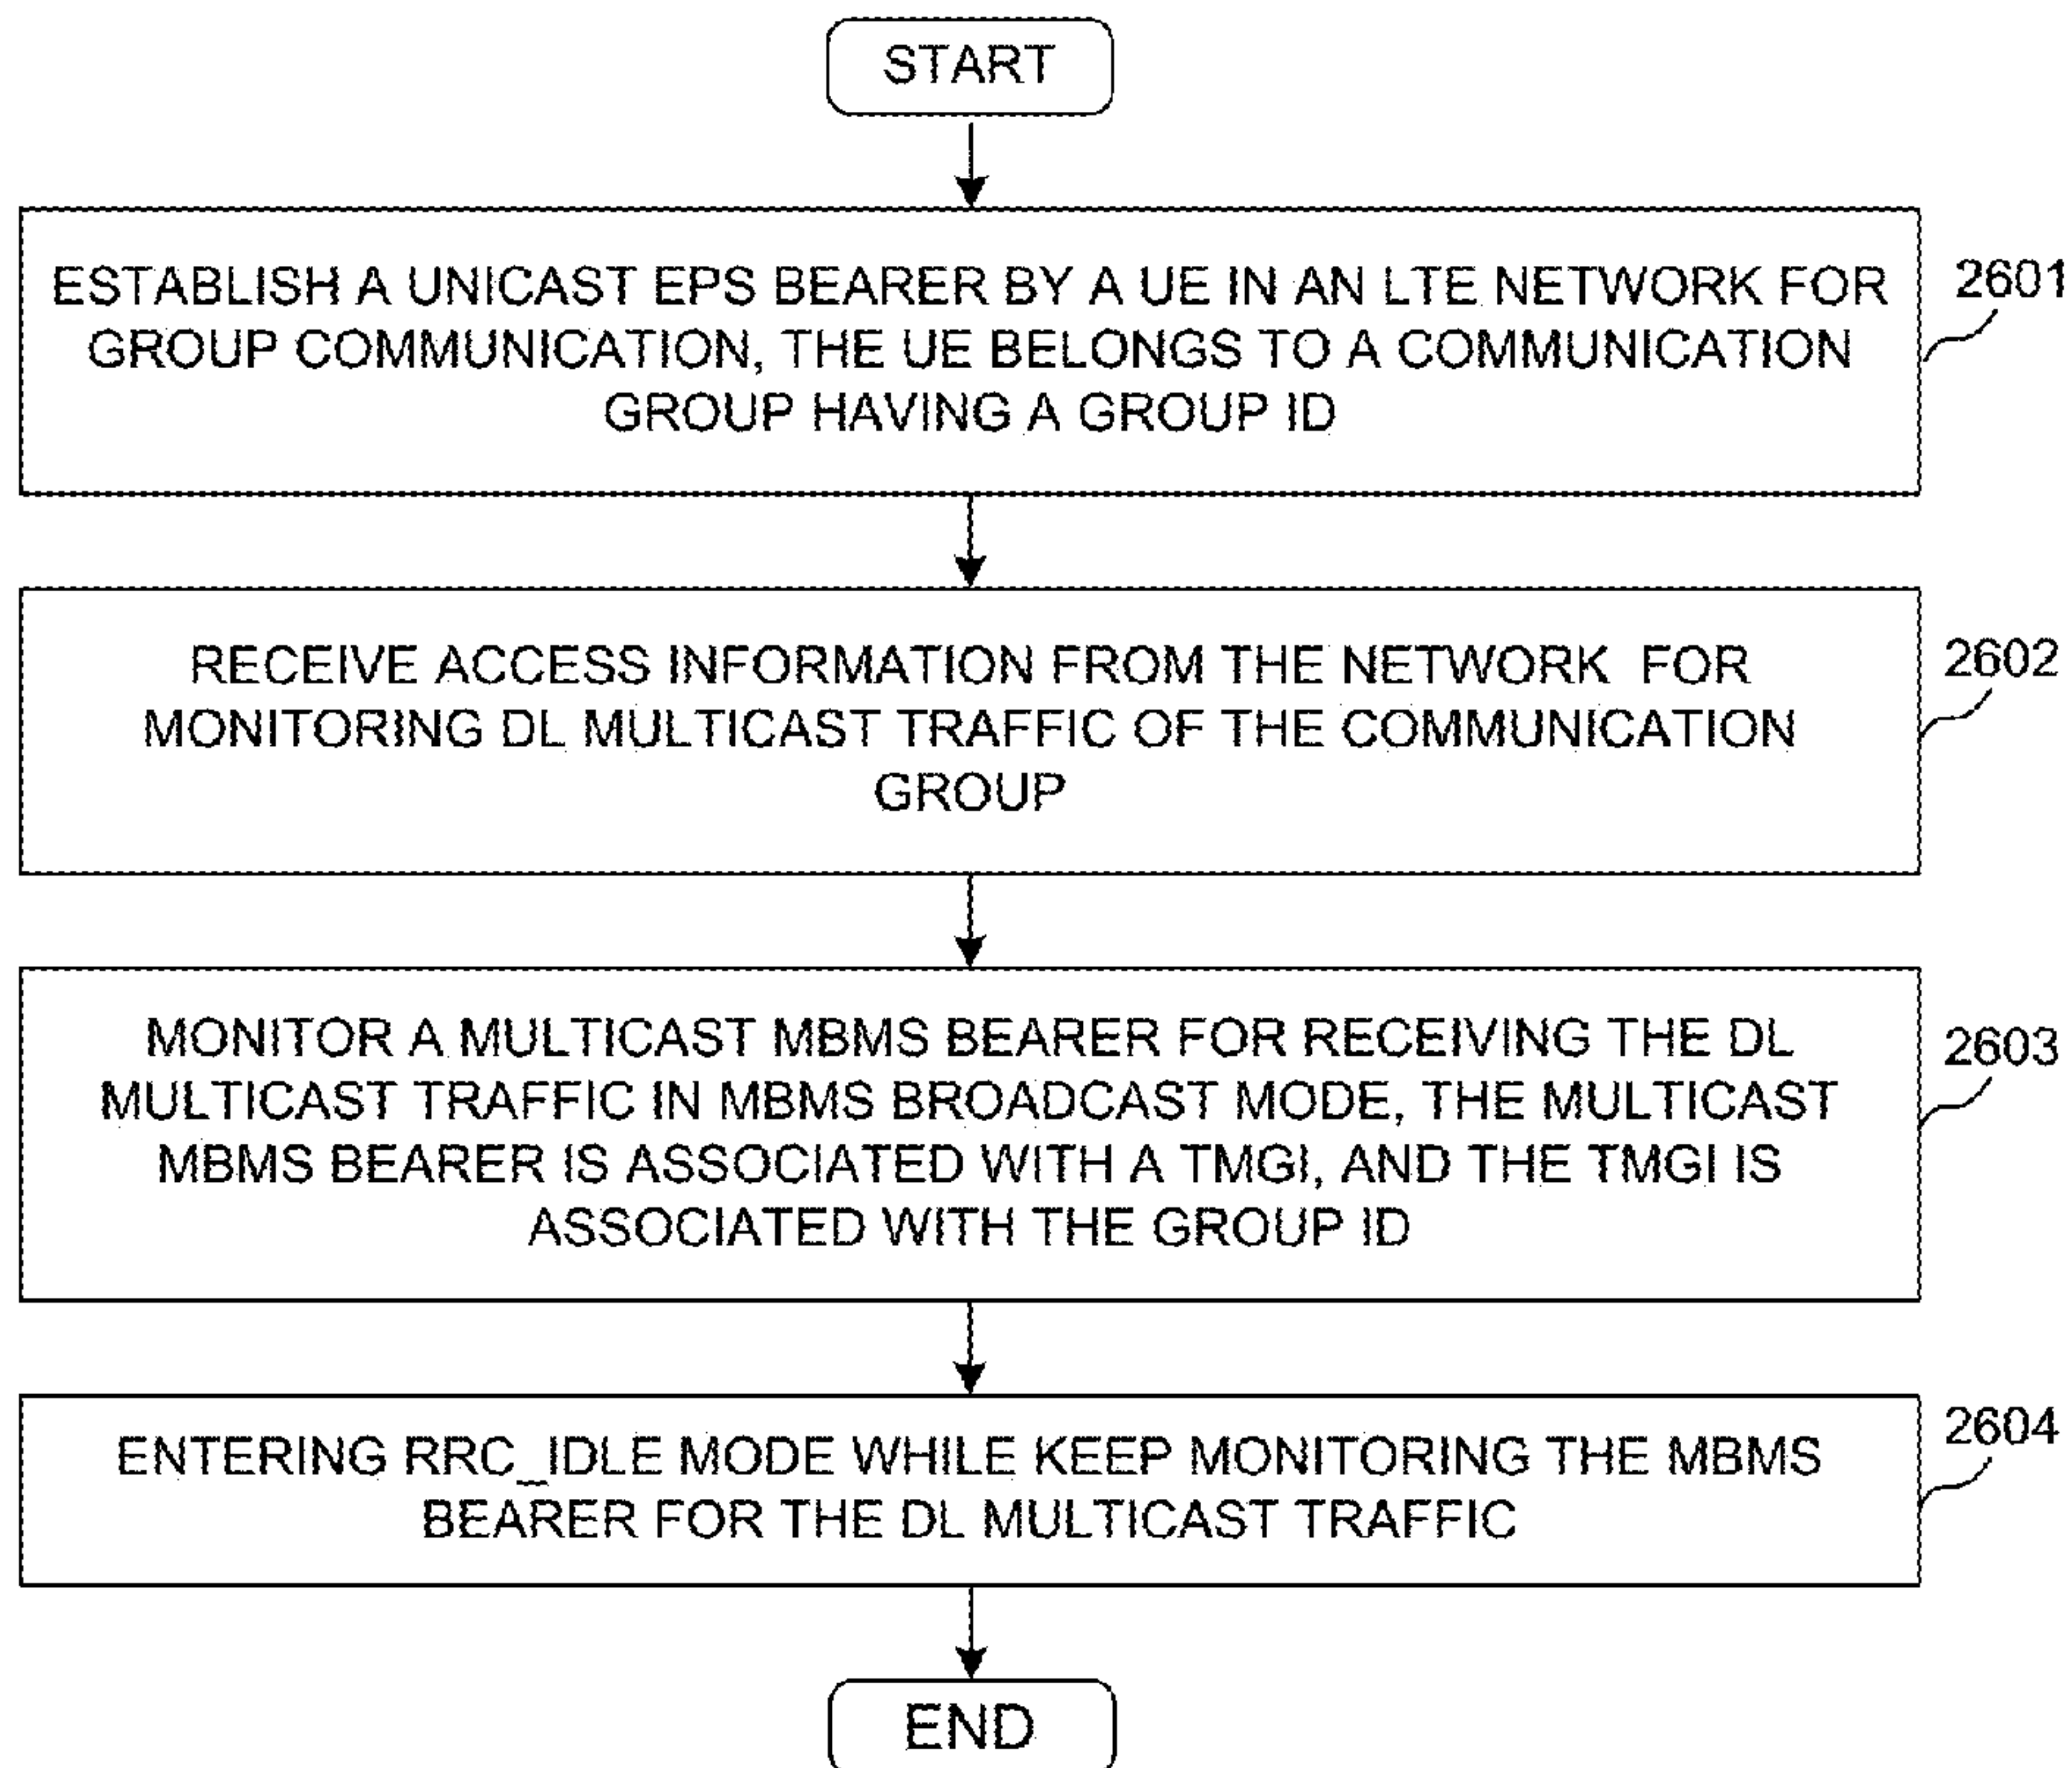 START
ESTABLISH A UNICAST EPS BEARER BY A UE IN AN LTE NETWORK FOR
GROUP COMMUNICATION, THE UE BELONGS TO A COMMUNICATION
GROUP HAVING A GROUP ID
2601
RECEIVE ACCESS INFORMATION FROM THE NETWORK FOR
MONITORING DL MULTICAST TRAFFIC OF THE COMMUNICATION
GROUP
2602
MONITOR A MULTICAST MBMS BEARER FOR RECEIVING THE DL
MULTICAST TRAFFIC IN MBMS BROADCAST MODE, THE MULTICAST
MBMS BEARER IS ASSOCIATED WITH A TMGI, AND THE TMGI IS
ASSOCIATED WITH THE GROUP ID
2603
ENTERING RRC_IDLE MODE WHILE KEEP MONITORING THE MBMS
BEARER FOR THE DL MULTICAST TRAFFIC
2604
END